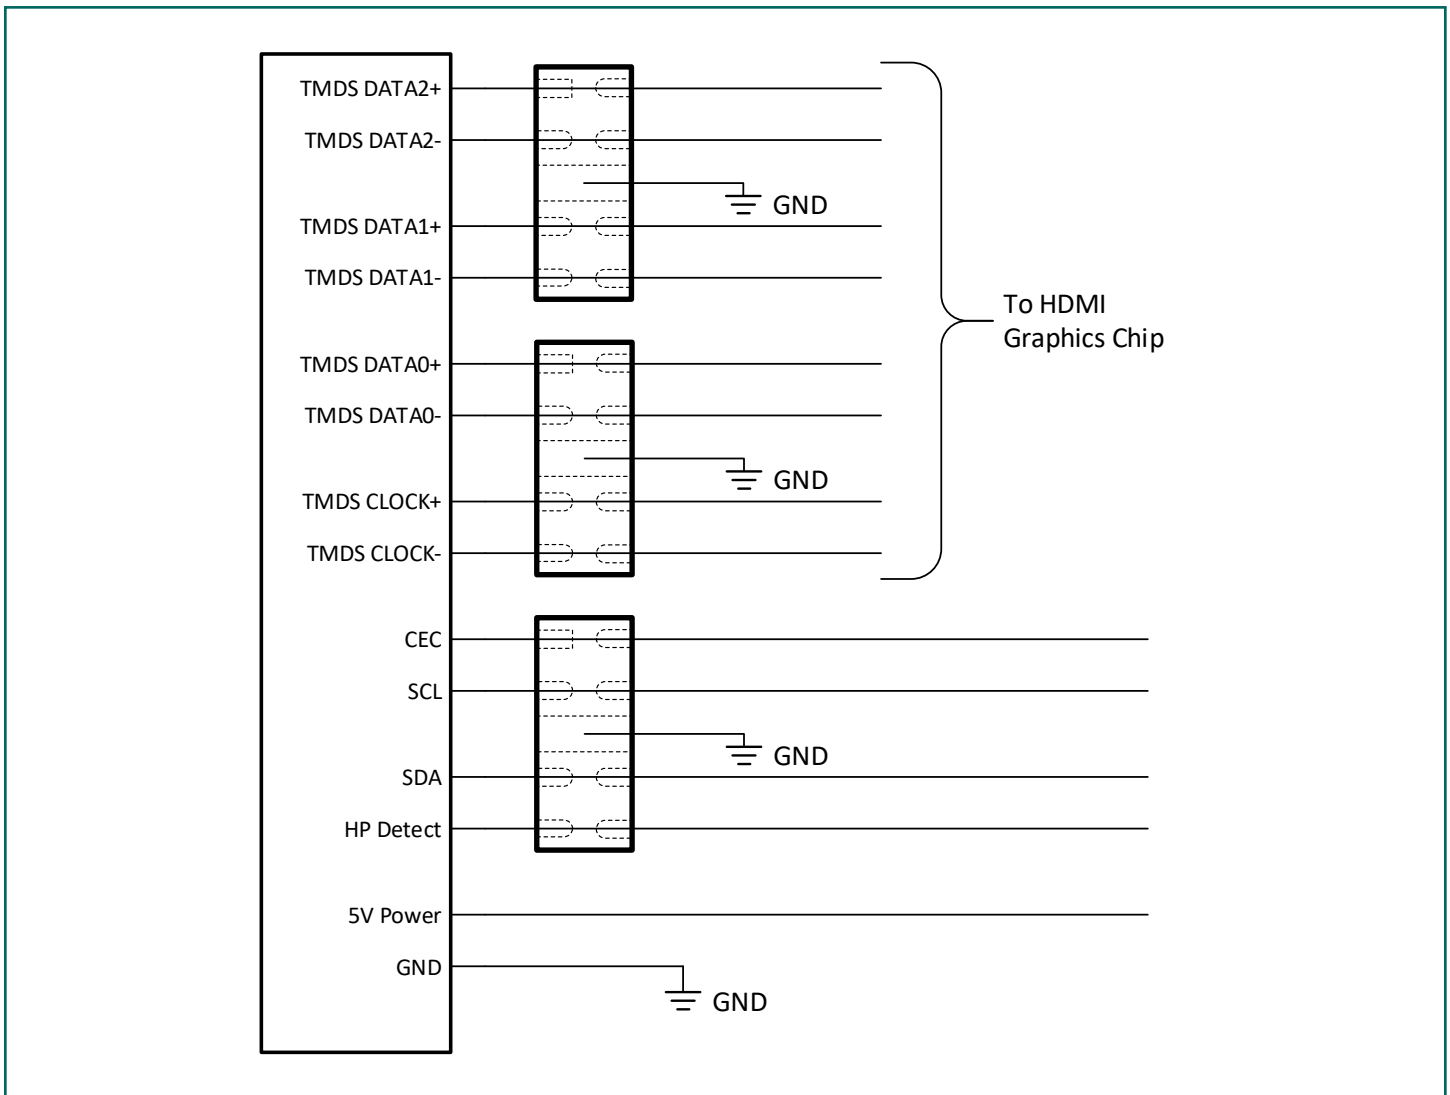 TMDS DATA2+
TMDS DATA2-
GND
TMDS DATA1+
TMDS DATA1-
To HDMI
Graphics Chip
TMDS DATA0+
TMDS DATA0-
GND
TMDS CLOCK+
TMDS CLOCK-
CEC
SCL
GND
SDA
HP Detect
5V Power
GND
GND